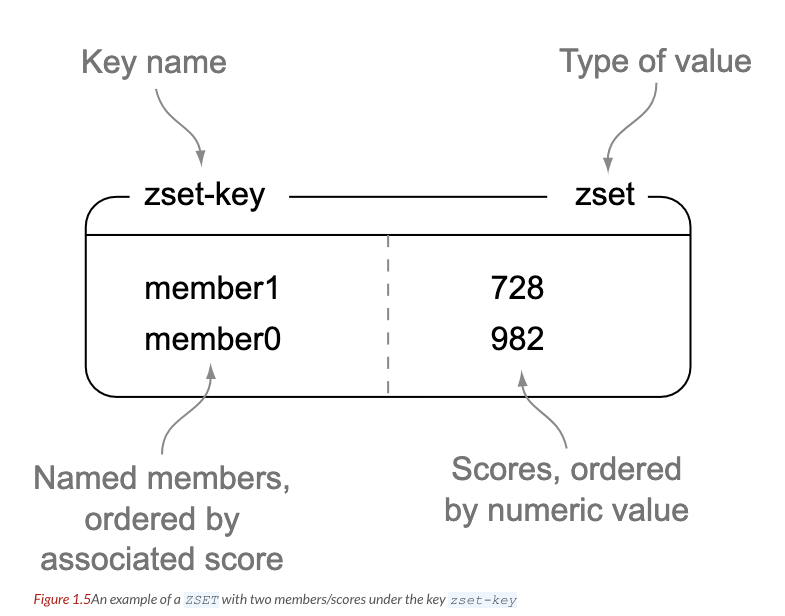 Key name
Type of value
zset-key
zset
member1
728
member0
982
Named members,
ordered by
associated score
Scores, ordered
by numeric value
Figure 1.5An example of a ZSET with two members/scores under the key zset-key